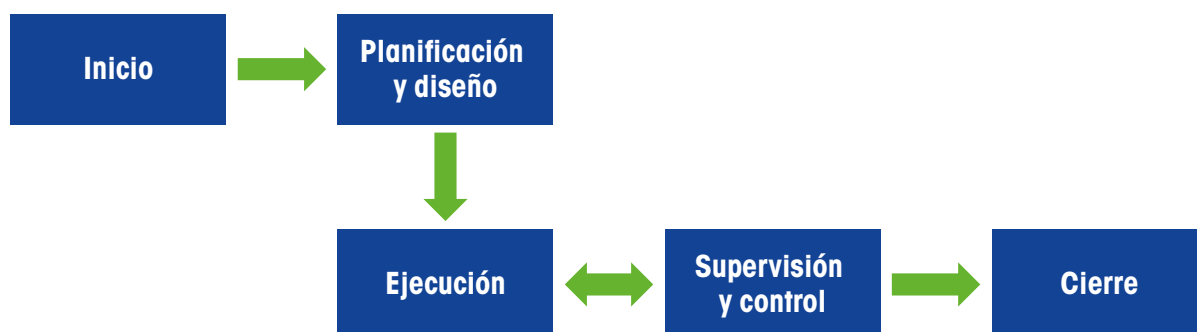 Inicio
Planificación
y diseño
Ejecución
Supervisión
y control
Cierre